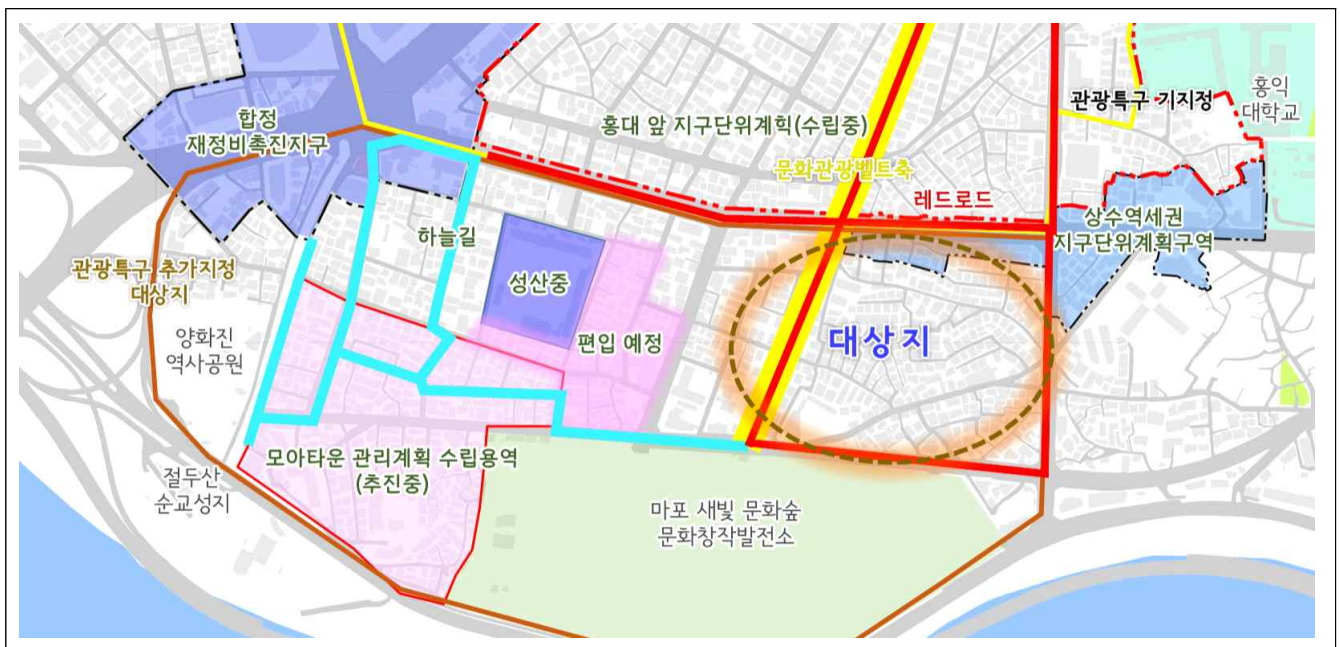 합정
재정비촉진지구
홍대 앞 지구단위계획(수립중)
관광특구 기지정
홍익
대학교
문화관광벨트축
레드로드
상수역세권
지구단위계획구역
하늘길
관광특구 추가지정
대상지
성산중
편입 예정
대상지
양화진
역사공원
모아타운 관리계획 수립용역
(추진중)
절두산
순교성지
마포 새빛 문화숲
문화창작발전소